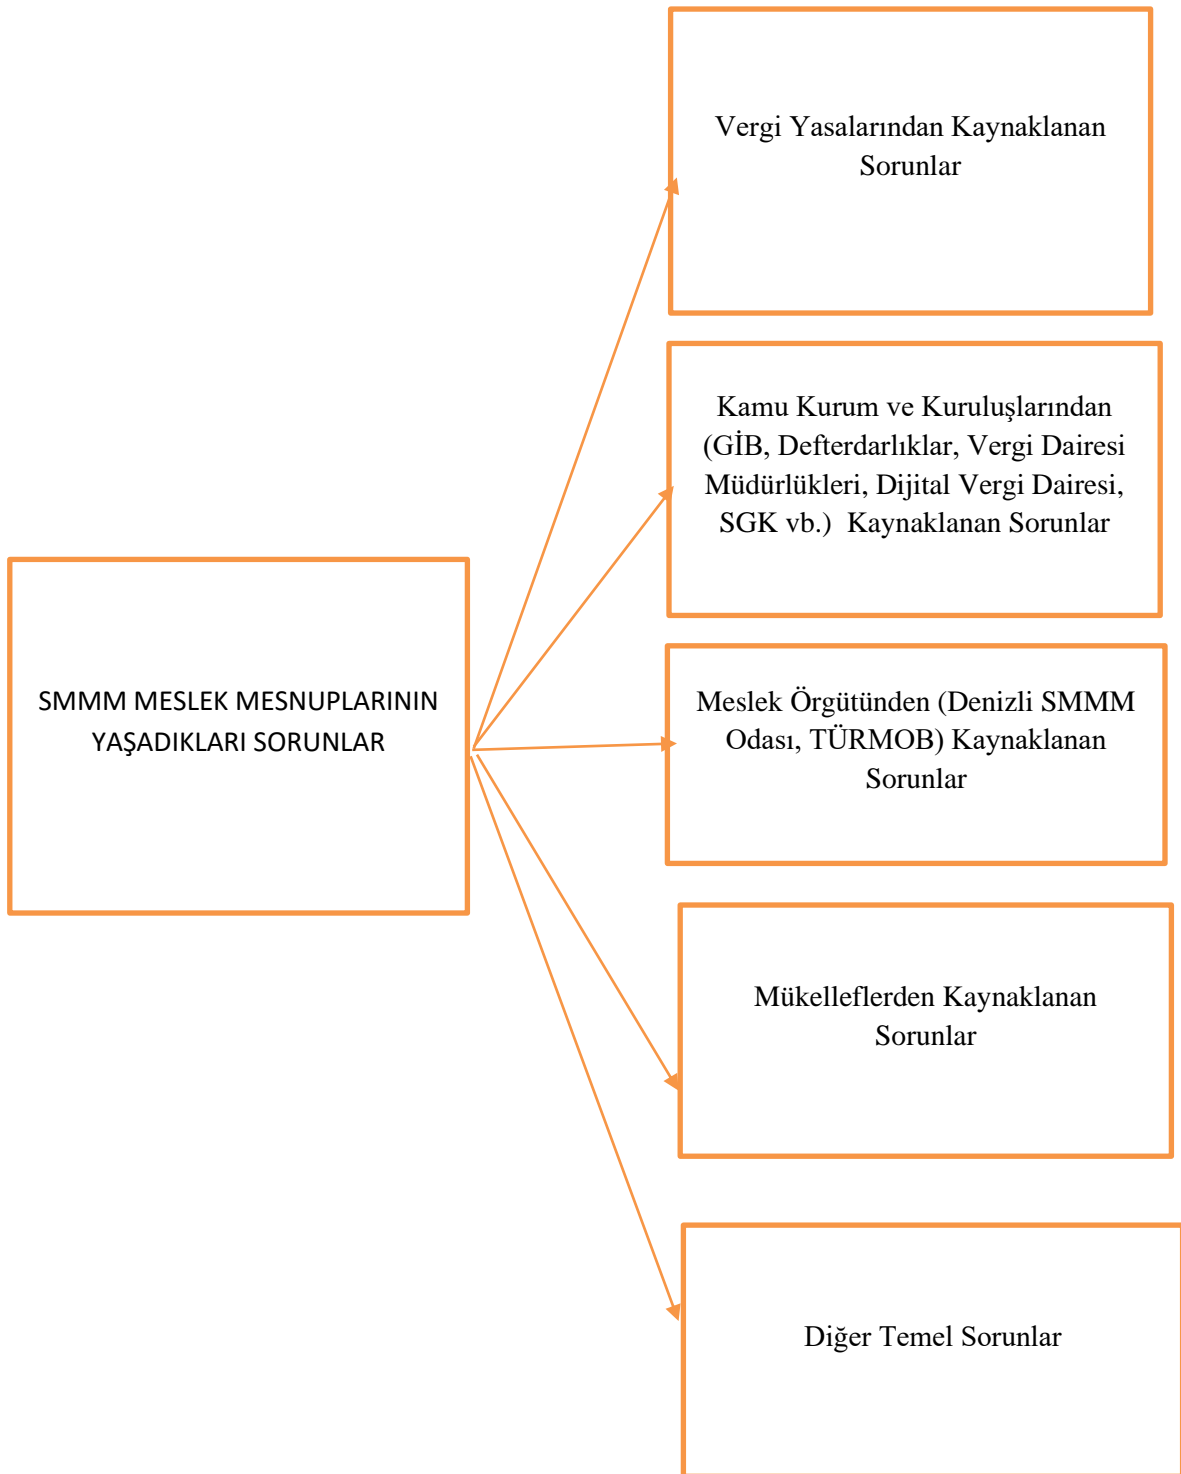 Vergi Yasalarından Kaynaklanan
Sorunlar
Kamu Kurum ve Kuruluşlarından
(GİB, Defterdarlıklar, Vergi Dairesi
Müdürlükleri, Dijital Vergi Dairesi,
SGK vb.)  Kaynaklanan Sorunlar
SMMM MESLEK MESNUPLARININ
YAŞADIKLARI SORUNLAR
Meslek Örgütünden (Denizli SMMM
Odası, TÜRMOB) Kaynaklanan
Sorunlar
Mükelleflerden Kaynaklanan
Sorunlar
Diğer Temel Sorunlar